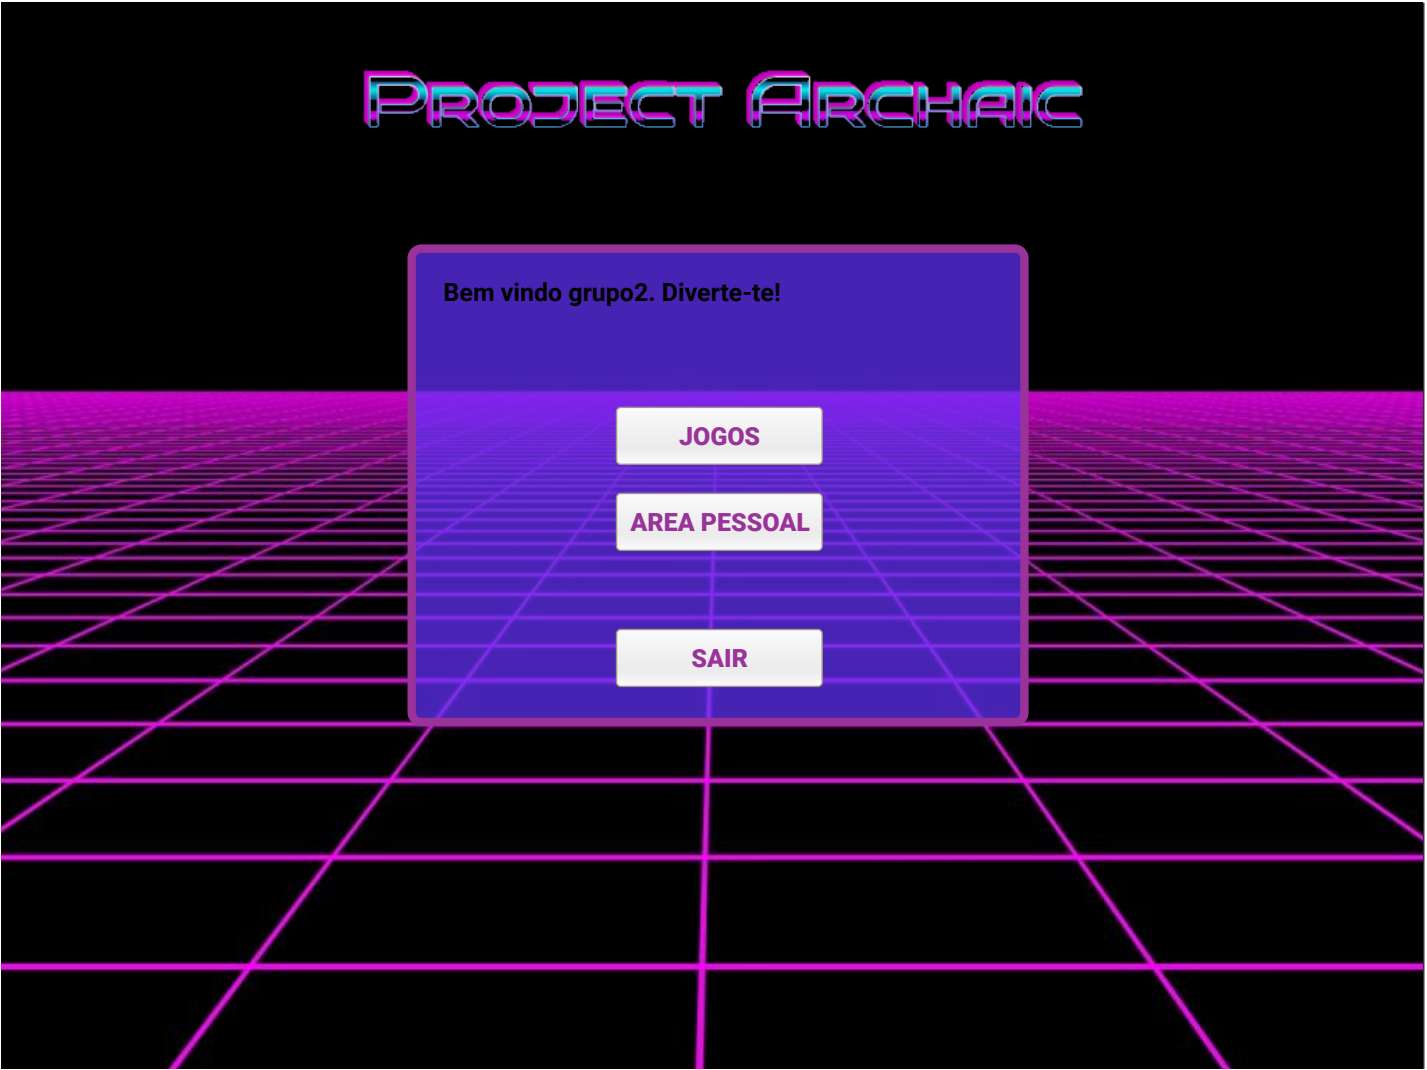 Project Archaic
Bem vindo grupo2. Diverte-te!
JOGOS
AREA PESSOAL
SAIR